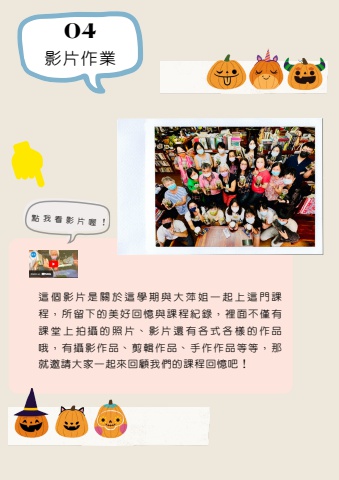 04
影片作業
點我看影片喔！
這個影片是關於這學期與大萍姐一起上這門課
程，所留下的美好回憶與課程紀錄，裡面不僅有
課堂上拍攝的照片、影片還有各式各樣的作品
哦，有攝影作品、剪輯作品、手作作品等等，那
就邀請大家一起來回顧我們的課程回憶吧！